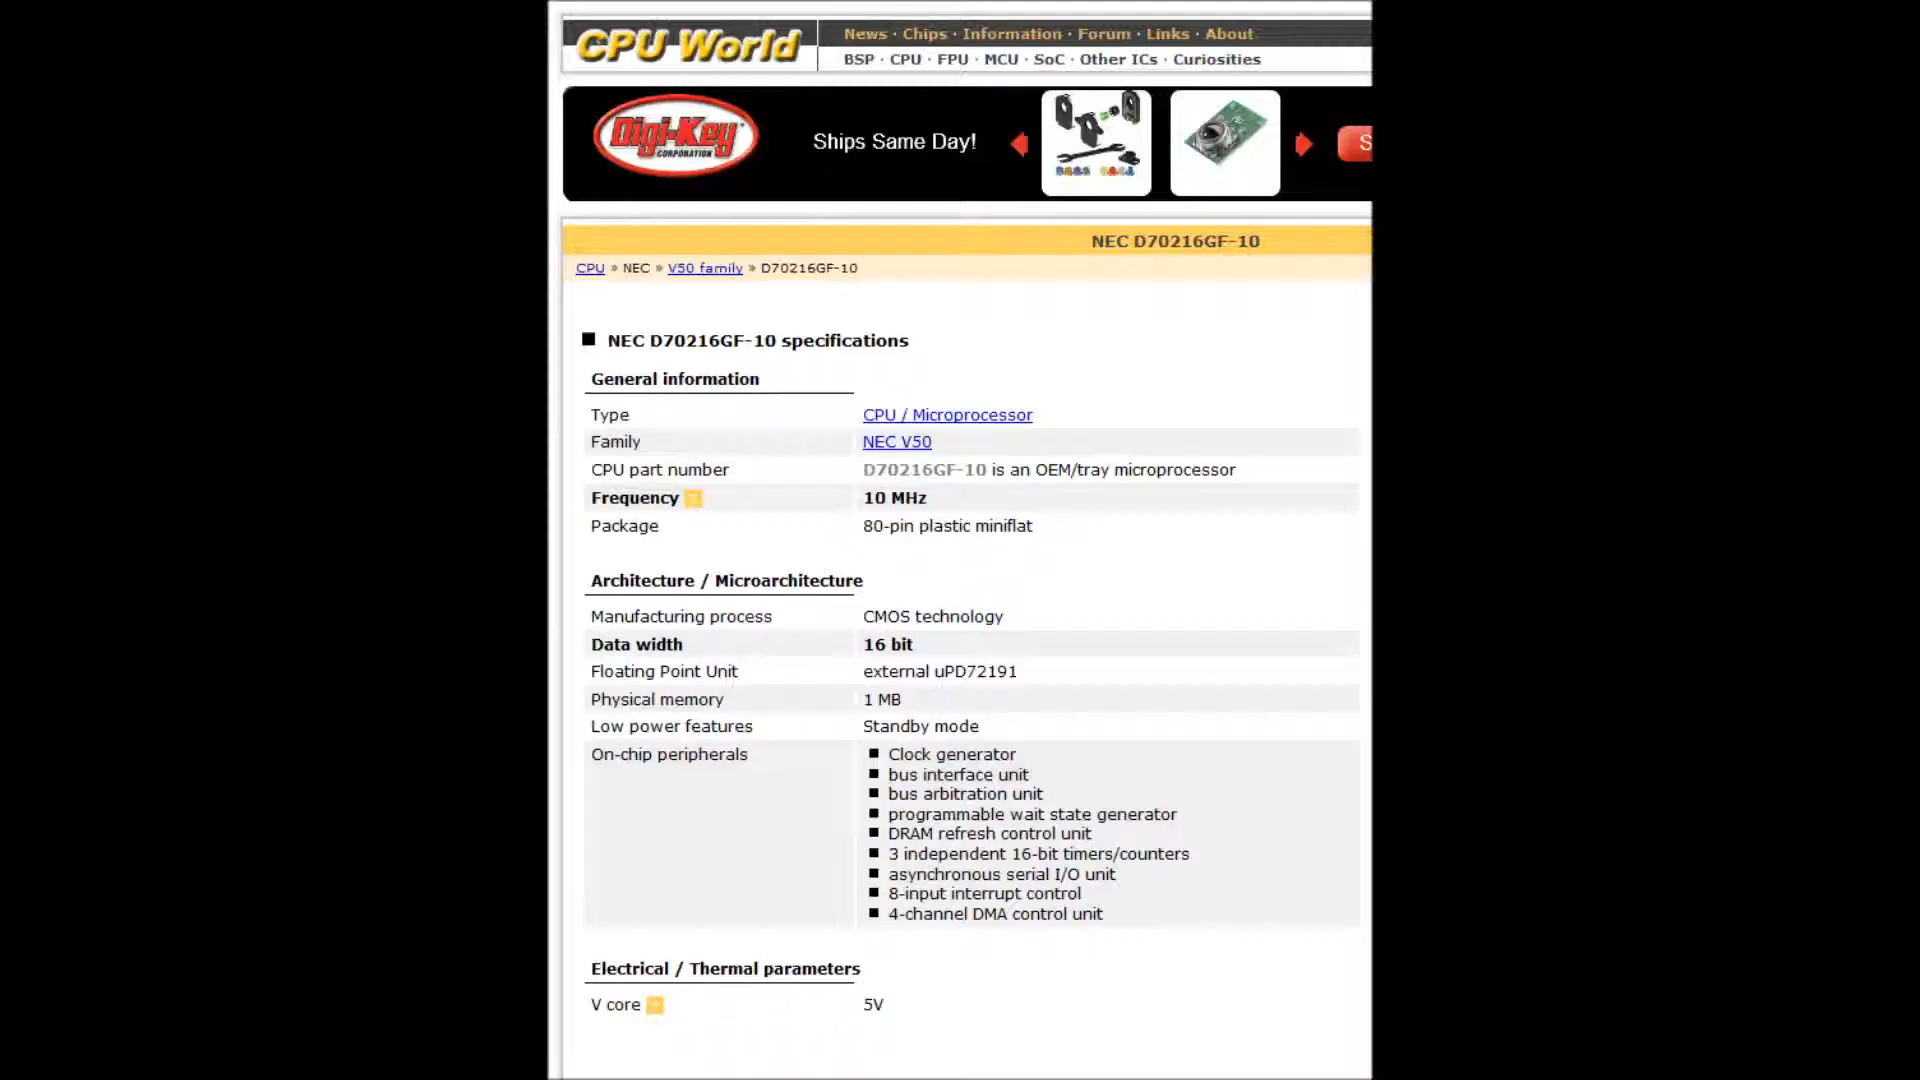 CPU World
News · Chips · Information · Forum · Links · About
BSP · CPU · FPU · MCU · SoC · Other ICs · Curiosities
Digi-Key
CORPORATION
Ships Same Day!
S
NEC D70216GF-10
CPU » NEC » V50 family » D70216GF-10
NEC D70216GF-10 specifications
General information
Type CPU / Microprocessor
Family NEC V50
CPU part number D70216GF-10 is an OEM/tray microprocessor
Frequency ? 10 MHz
Package 80-pin plastic miniflat
Architecture / Microarchitecture
Manufacturing process CMOS technology
Data width 16 bit
Floating Point Unit external uPD72191
Physical memory 1 MB
Low power features Standby mode
On-chip peripherals Clock generator
bus interface unit
bus arbitration unit
programmable wait state generator
DRAM refresh control unit
3 independent 16-bit timers/counters
asynchronous serial I/O unit
8-input interrupt control
4-channel DMA control unit
Electrical / Thermal parameters
V core ? 5V